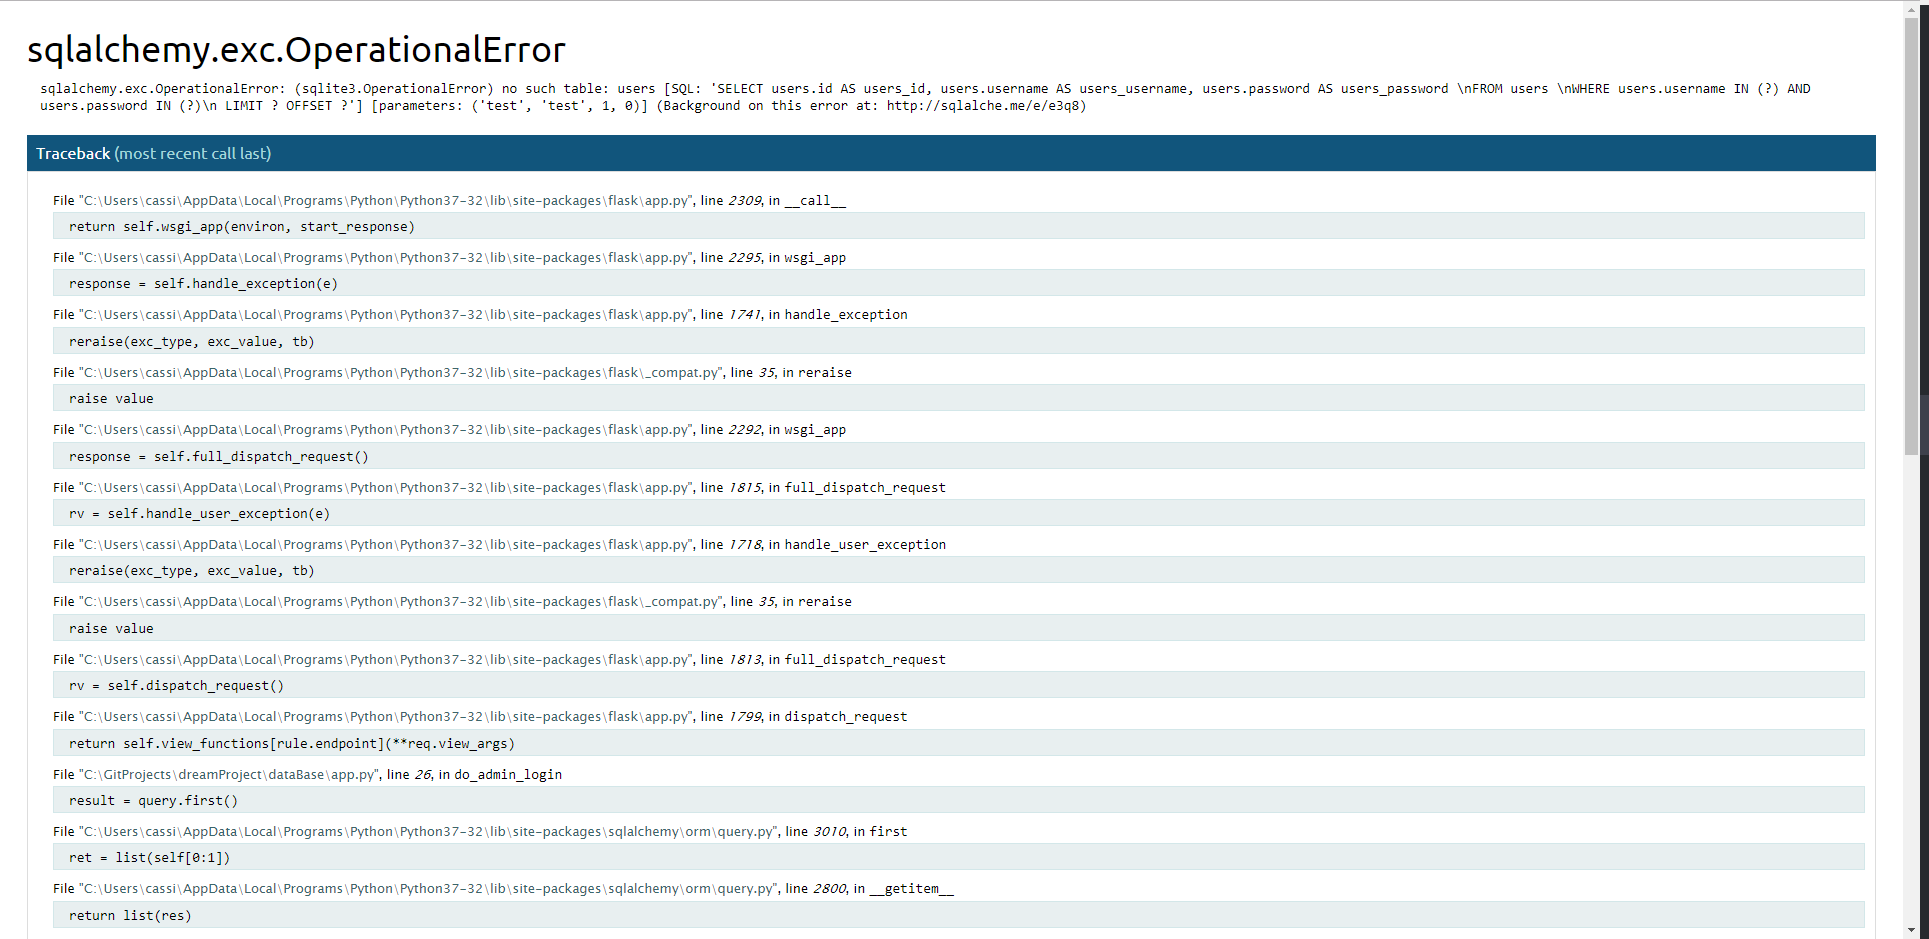 sqlalchemy.exc.OperationalError
sqlalchemy.exc.OperationalError: (sqlite3.OperationalError) no such table: users [SQL: 'SELECT users.id AS users_id, users.username AS users_username, users.password AS users_password \nFROM users \nWHERE users.username IN (?) AND
users.password IN (?)\n LIMIT ? OFFSET ?'] [parameters: ('test', 'test', 1, 0)] (Background on this error at: http://sqlalche.me/e/e3q8)
Traceback (most recent call last)
File "C:\Users\cassi\AppData\Local\Programs\Python\Python37-32\lib\site-packages\flask\app.py", line 2309, in __call__
return self.wsgi_app(environ, start_response)
File "C:\Users\cassi\AppData\Local\Programs\Python\Python37-32\lib\site-packages\flask\app.py", line 2295, in wsgi_app
response = self.handle_exception(e)
File "C:\Users\cassi\AppData\Local\Programs\Python\Python37-32\lib\site-packages\flask\app.py", line 1741, in handle_exception
reraise(exc_type, exc_value, tb)
File "C:\Users\cassi\AppData\Local\Programs\Python\Python37-32\lib\site-packages\flask\_compat.py", line 35, in reraise
raise value
File "C:\Users\cassi\AppData\Local\Programs\Python\Python37-32\lib\site-packages\flask\app.py", line 2292, in wsgi_app
response = self.full_dispatch_request()
File "C:\Users\cassi\AppData\Local\Programs\Python\Python37-32\lib\site-packages\flask\app.py", line 1815, in full_dispatch_request
rv = self.handle_user_exception(e)
File "C:\Users\cassi\AppData\Local\Programs\Python\Python37-32\lib\site-packages\flask\app.py", line 1718, in handle_user_exception
reraise(exc_type, exc_value, tb)
File "C:\Users\cassi\AppData\Local\Programs\Python\Python37-32\lib\site-packages\flask\_compat.py", line 35, in reraise
raise value
File "C:\Users\cassi\AppData\Local\Programs\Python\Python37-32\lib\site-packages\flask\app.py", line 1813, in full_dispatch_request
rv = self.dispatch_request()
File "C:\Users\cassi\AppData\Local\Programs\Python\Python37-32\lib\site-packages\flask\app.py", line 1799, in dispatch_request
return self.view_functions[rule.endpoint](**req.view_args)
File "C:\GitProjects\dreamProject\dataBase\app.py", line 26, in do_admin_login
result = query.first()
File "C:\Users\cassi\AppData\Local\Programs\Python\Python37-32\lib\site-packages\sqlalchemy\orm\query.py", line 3010, in first
ret = list(self[0:1])
File "C:\Users\cassi\AppData\Local\Programs\Python\Python37-32\lib\site-packages\sqlalchemy\orm\query.py", line 2800, in __getitem__
return list(res)